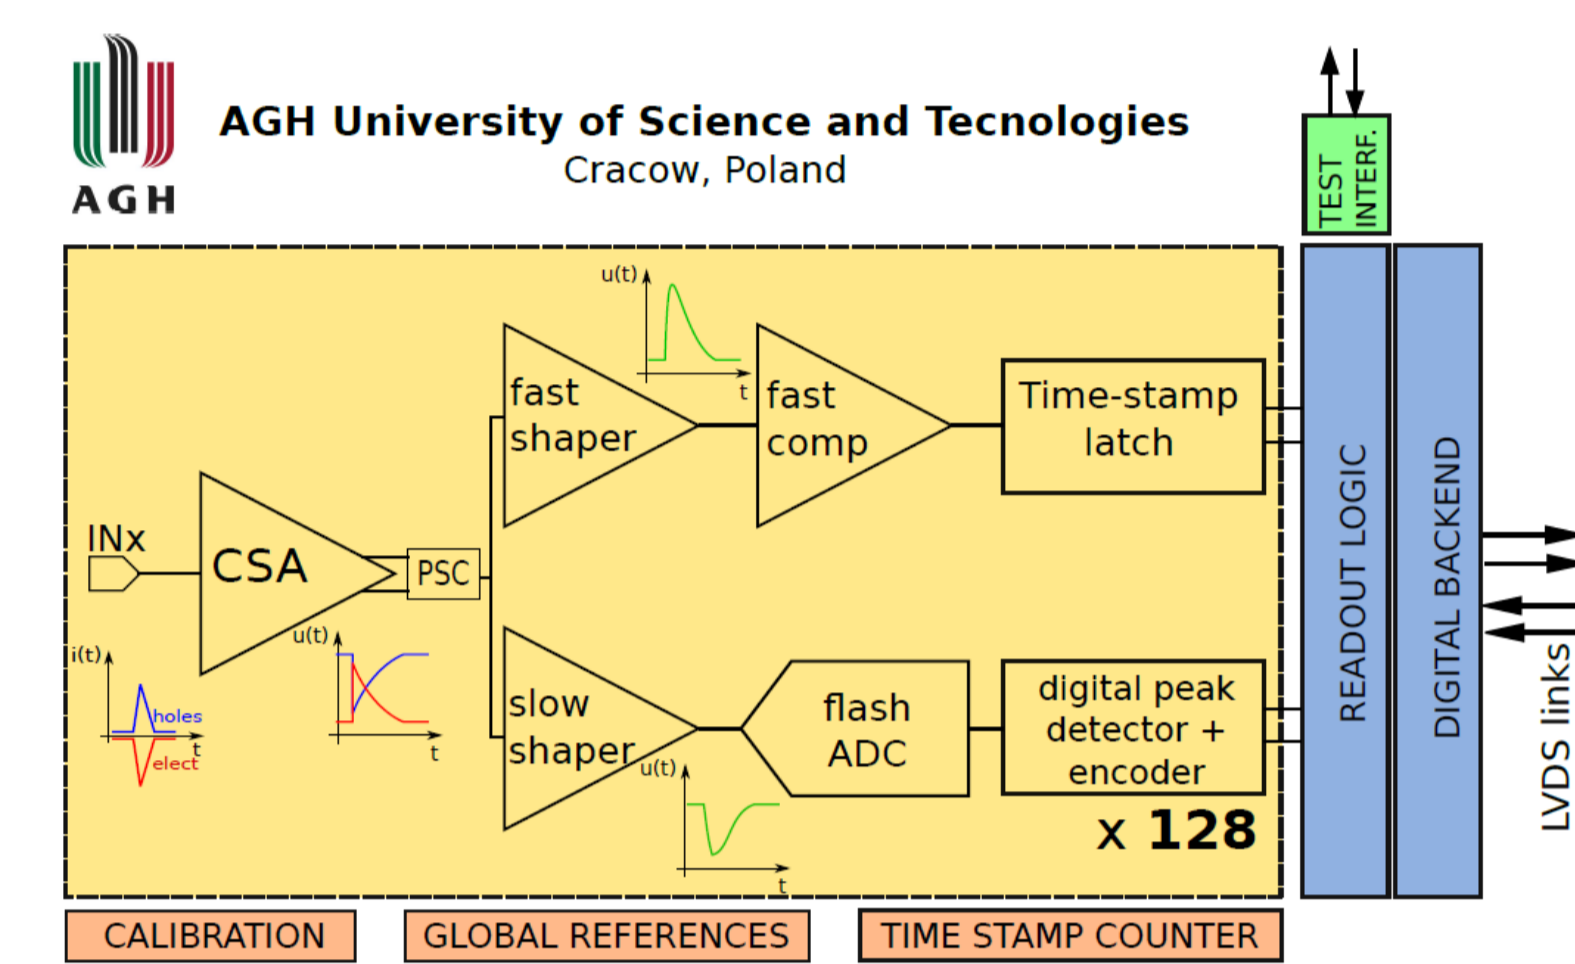 AGH
AGH University of Science and Tecnologies
Cracow, Poland
TEST
INTERF.
u(t)
t
fast
shaper
fast
comp
Time-stamp
latch
INx
CSA
PSC
u(t)
t
i(t)
holes
t
elect
slow
shaper
u(t)
t
flash
ADC
digital peak
detector +
encoder
x 128
READOUT LOGIC
DIGITAL BACKEND
LVDS links
CALIBRATION
GLOBAL REFERENCES
TIME STAMP COUNTER